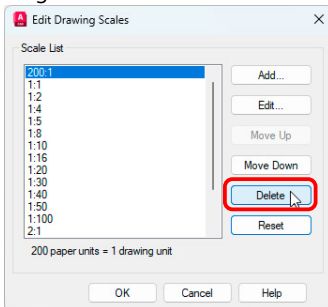 Edit Drawing Scales
Scale List
200:1
1:1
1:2
1:4
1:5
1:8
1:10
1:16
1:20
1:30
1:40
1:50
1:100
2:1
Add...
Edit...
Move Up
Move Down
Delete
Reset
200 paper units = 1 drawing unit
OK Cancel Help